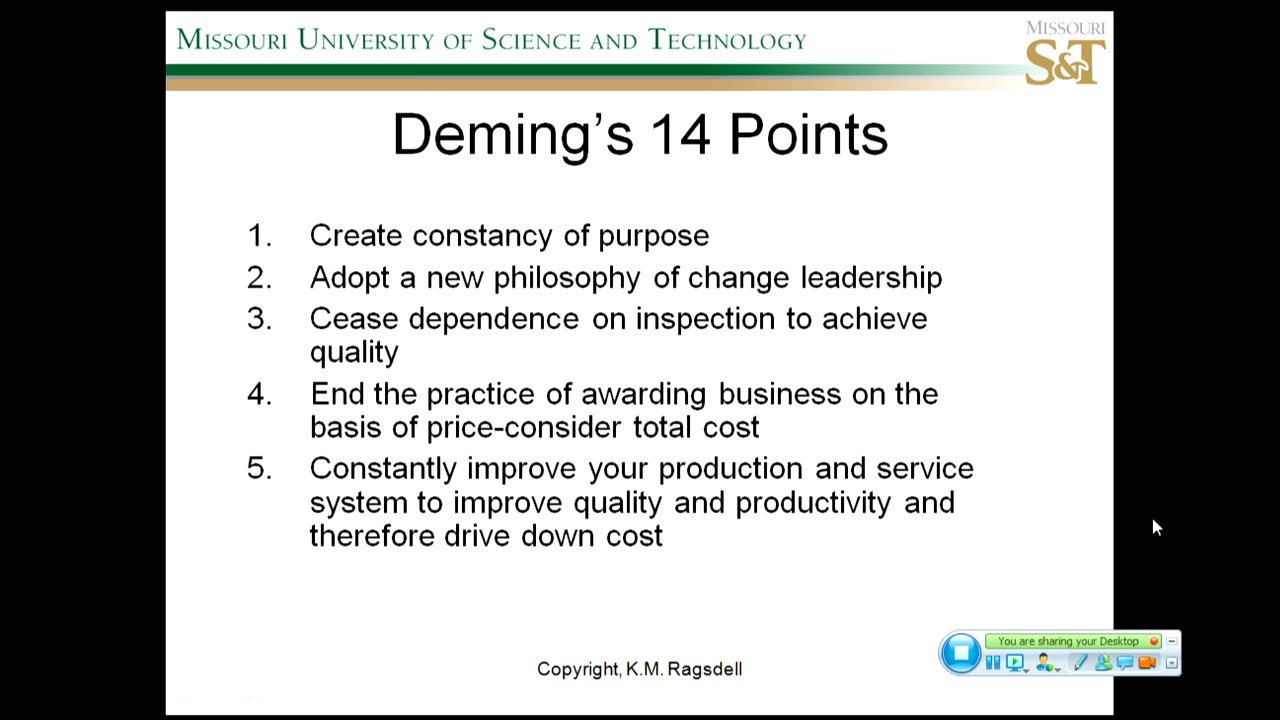 MISSOURI UNIVERSITY OF SCIENCE AND TECHNOLOGY
MISSOURI
S&T
Deming's 14 Points
1. Create constancy of purpose
2. Adopt a new philosophy of change leadership
3. Cease dependence on inspection to achieve
quality
4. End the practice of awarding business on the
basis of price-consider total cost
5. Constantly improve your production and service
system to improve quality and productivity and
therefore drive down cost
You are sharing your Desktop
Copyright, K.M. Ragsdell